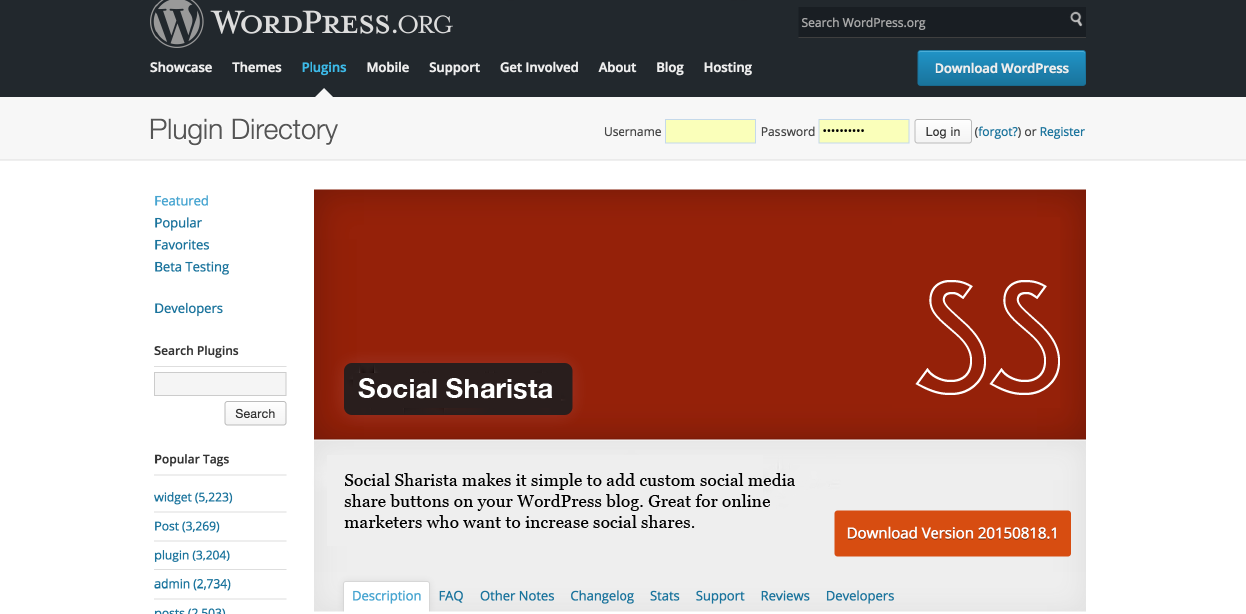 WORDPRESS.ORG
Search WordPress.org
Showcase Themes Plugins Mobile Support Get Involved About Blog Hosting
Download WordPress
Plugin Directory
Username Password •••••••••• Log in (forgot?) or Register
Featured
Popular
Favorites
Beta Testing
Developers
Search Plugins
Search
Popular Tags
widget (5,223)
Post (3,269)
plugin (3,204)
admin (2,734)
posts (2,503)
SS
Social Sharista
Social Sharista makes it simple to add custom social media
share buttons on your WordPress blog. Great for online
marketers who want to increase social shares.
Download Version 20150818.1
Description FAQ Other Notes Changelog Stats Support Reviews Developers